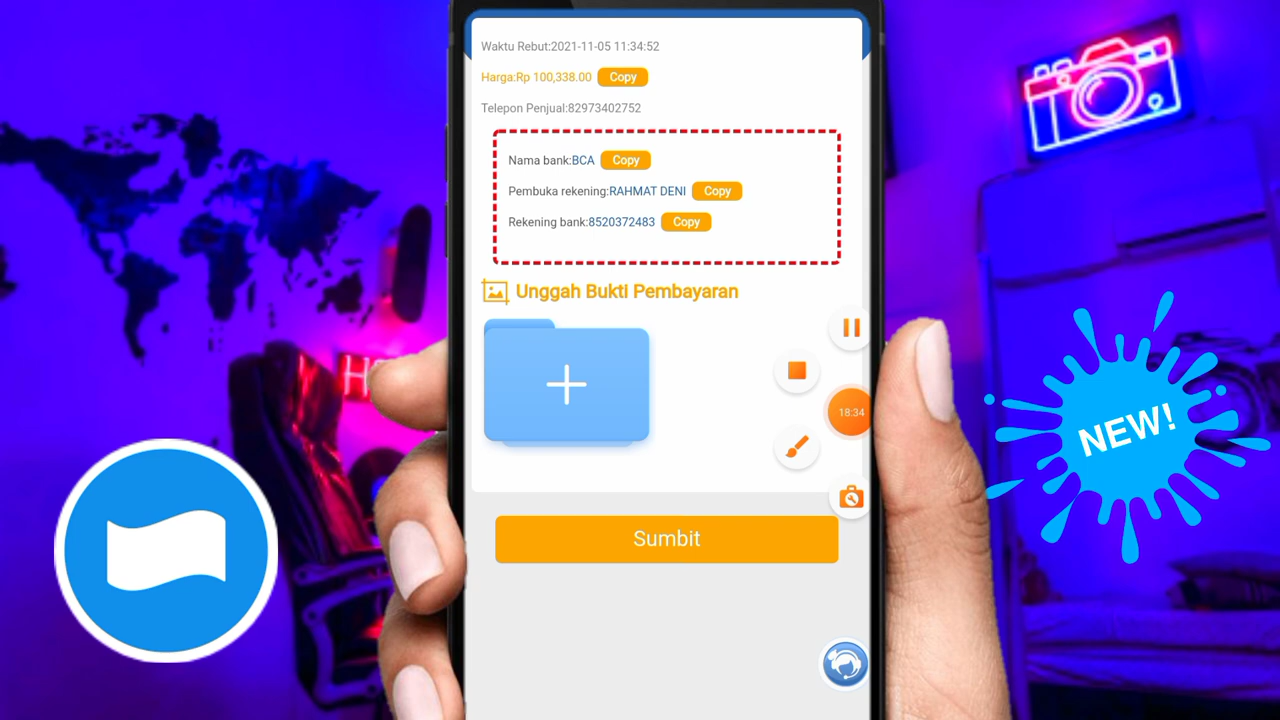 Waktu Rebut:2021-11-05 11:34:52
Harga:Rp 100,338.00 Copy
Telepon Penjual:82973402752
Nama bank:BCA Copy
Pembuka rekening:RAHMAT DENI Copy
Rekening bank:8520372483 Copy
Unggah Bukti Pembayaran
18:34
NEW!
Sumbit